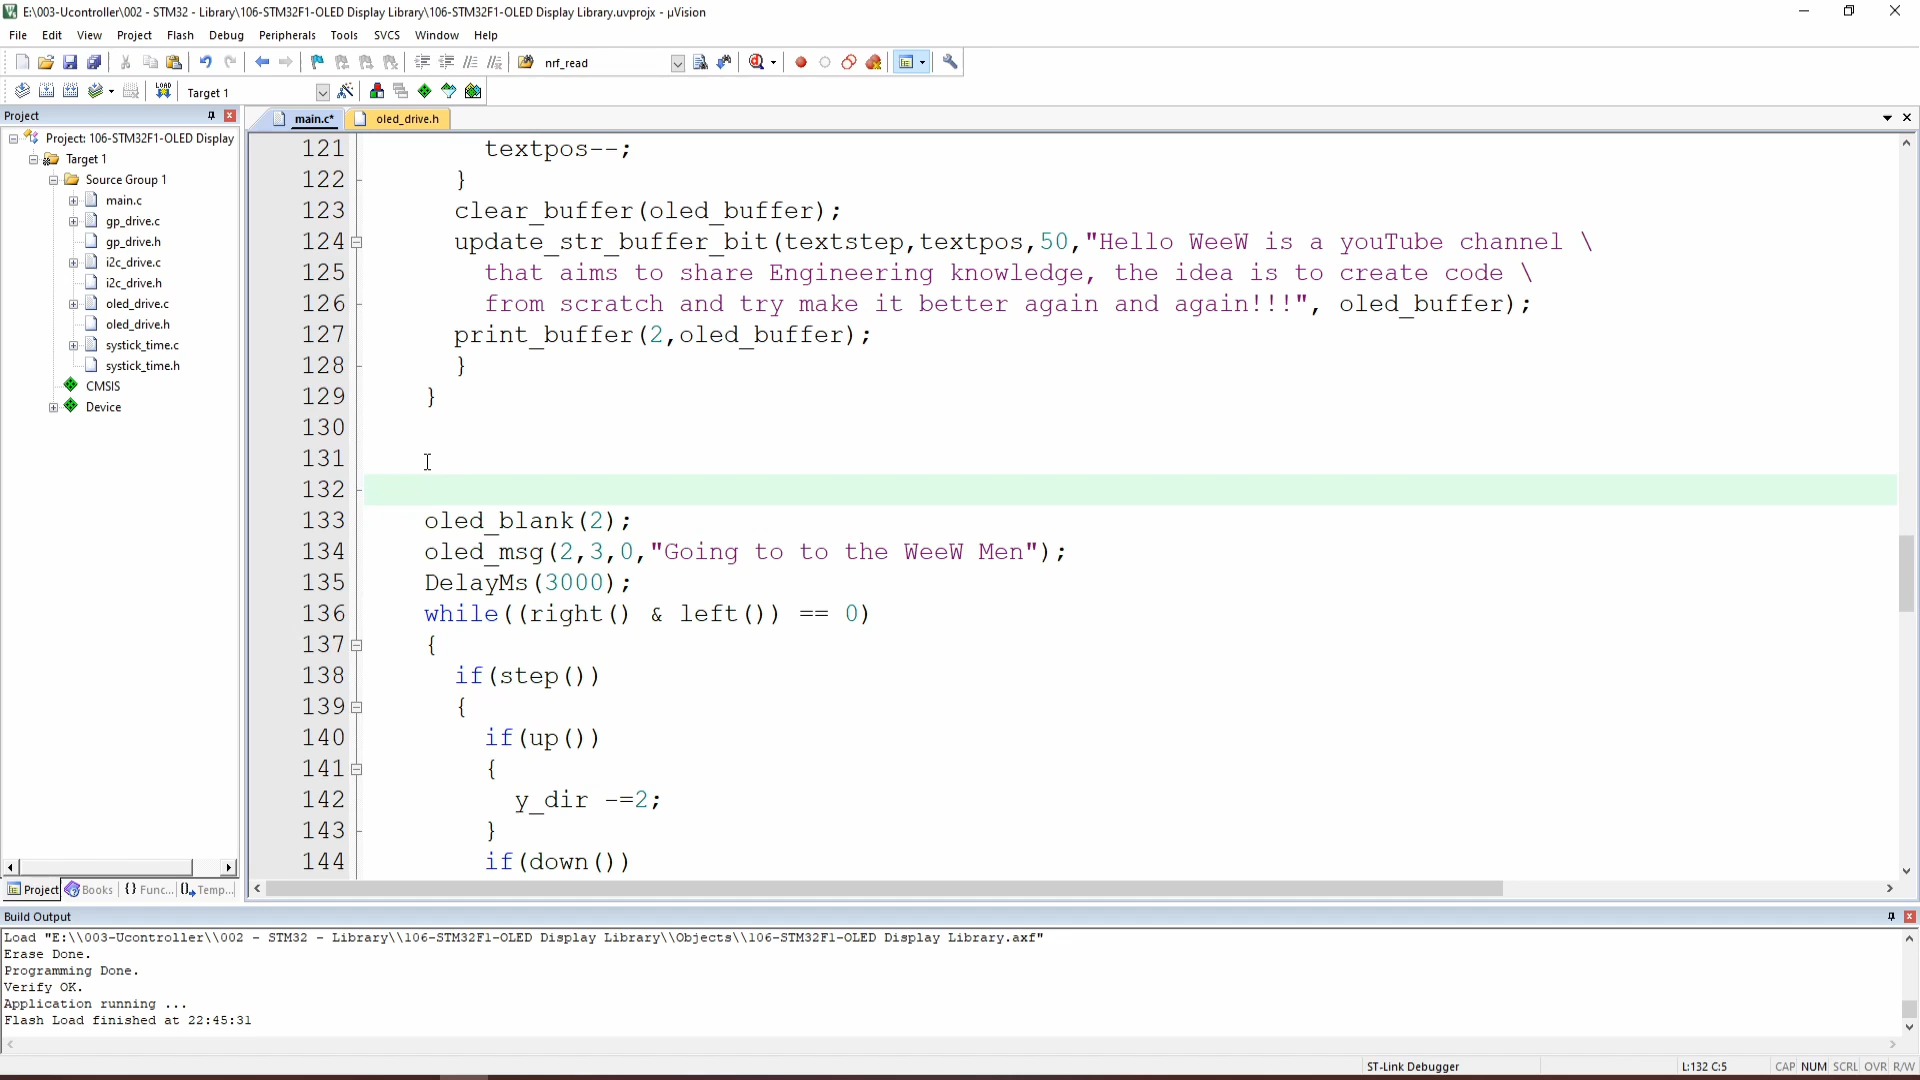 E:\003-Ucontroller\002 - STM32 - Library\106-STM32F1-OLED Display Library\106-STM32F1-OLED Display Library.uvprojx - µVision
File Edit View Project Flash Debug Peripherals Tools SVCS Window Help
nrf_read
LOAD Target 1
Project
main.c* oled_drive.h
Project: 106-STM32F1-OLED Display
Target 1
Source Group 1
main.c
gp_drive.c
gp_drive.h
i2c_drive.c
i2c_drive.h
oled_drive.c
oled_drive.h
systick_time.c
systick_time.h
CMSIS
Device
121 textpos--;
122 }
123 clear_buffer(oled_buffer);
124 update_str_buffer_bit(textstep,textpos,50,"Hello WeeW is a youTube channel \
125 that aims to share Engineering knowledge, the idea is to create code \
126 from scratch and try make it better again and again!!!", oled_buffer);
127 print_buffer(2,oled_buffer);
128 }
129 }
130
131
132
133 oled_blank(2);
134 oled_msg(2,3,0,"Going to to the WeeW Men");
135 DelayMs(3000);
136 while((right() & left()) == 0)
137 {
138 if(step())
139 {
140 if(up())
141 {
142 y_dir -=2;
143 }
144 if(down())
Project Books {} Func... Temp...
Build Output
Load "E:\\003-Ucontroller\\002 - STM32 - Library\\106-STM32F1-OLED Display Library\\Objects\\106-STM32F1-OLED Display Library.axf"
Erase Done.
Programming Done.
Verify OK.
Application running ...
Flash Load finished at 22:45:31
ST-Link Debugger L:132 C:5 CAP NUM SCRL OVR R/W